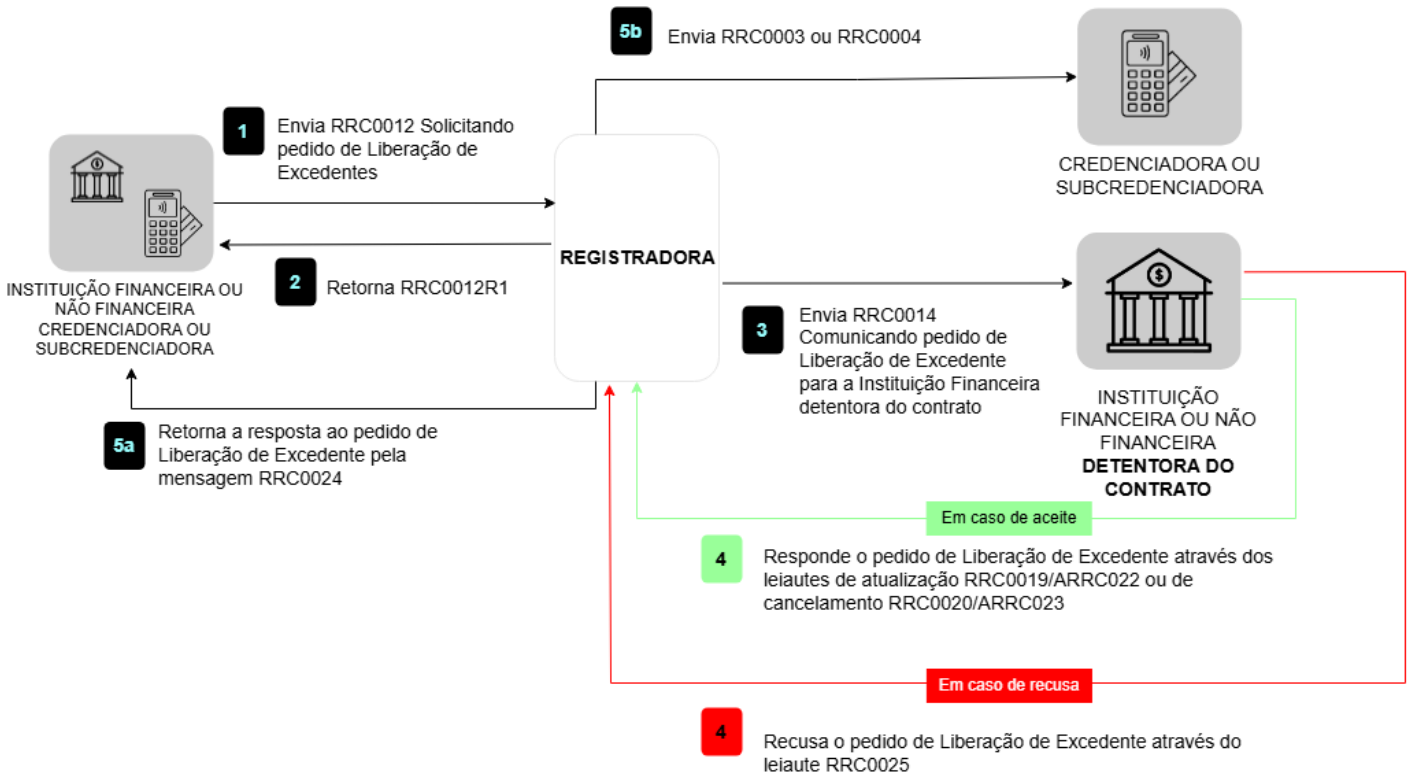 5b
Envia RRC0003 ou RRC0004
1
Envia RRC0012 Solicitando
pedido de Liberação de
Excedentes
CREDENCIADORA OU
SUBCREDENCIADORA
REGISTRADORA
2
Retorna RRC0012R1
INSTITUIÇÃO FINANCEIRA OU
NÃO FINANCEIRA
CREDENCIADORA OU
SUBCREDENCIADORA
3
Envia RRC0014
Comunicando pedido de
Liberação de Excedente
para a Instituição Financeira
detentora do contrato
$
$
INSTITUIÇÃO
FINANCEIRA OU NÃO
FINANCEIRA
DETENTORA DO
CONTRATO
5a
Retorna a resposta ao pedido de
Liberação de Excedente pela
mensagem RRC0024
Em caso de aceite
4
Responde o pedido de Liberação de Excedente através dos
leiautes de atualização RRC0019/ARRC022 ou de
cancelamento RRC0020/ARRC023
Em caso de recusa
4
Recusa o pedido de Liberação de Excedente através do
leiaute RRC0025